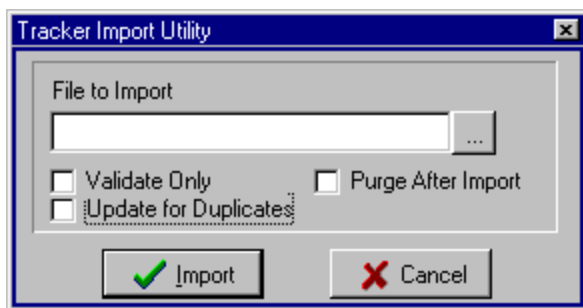 Tracker Import Utility
File to Import
...
Validate Only
Purge After Import
Update for Duplicates
Import
Cancel